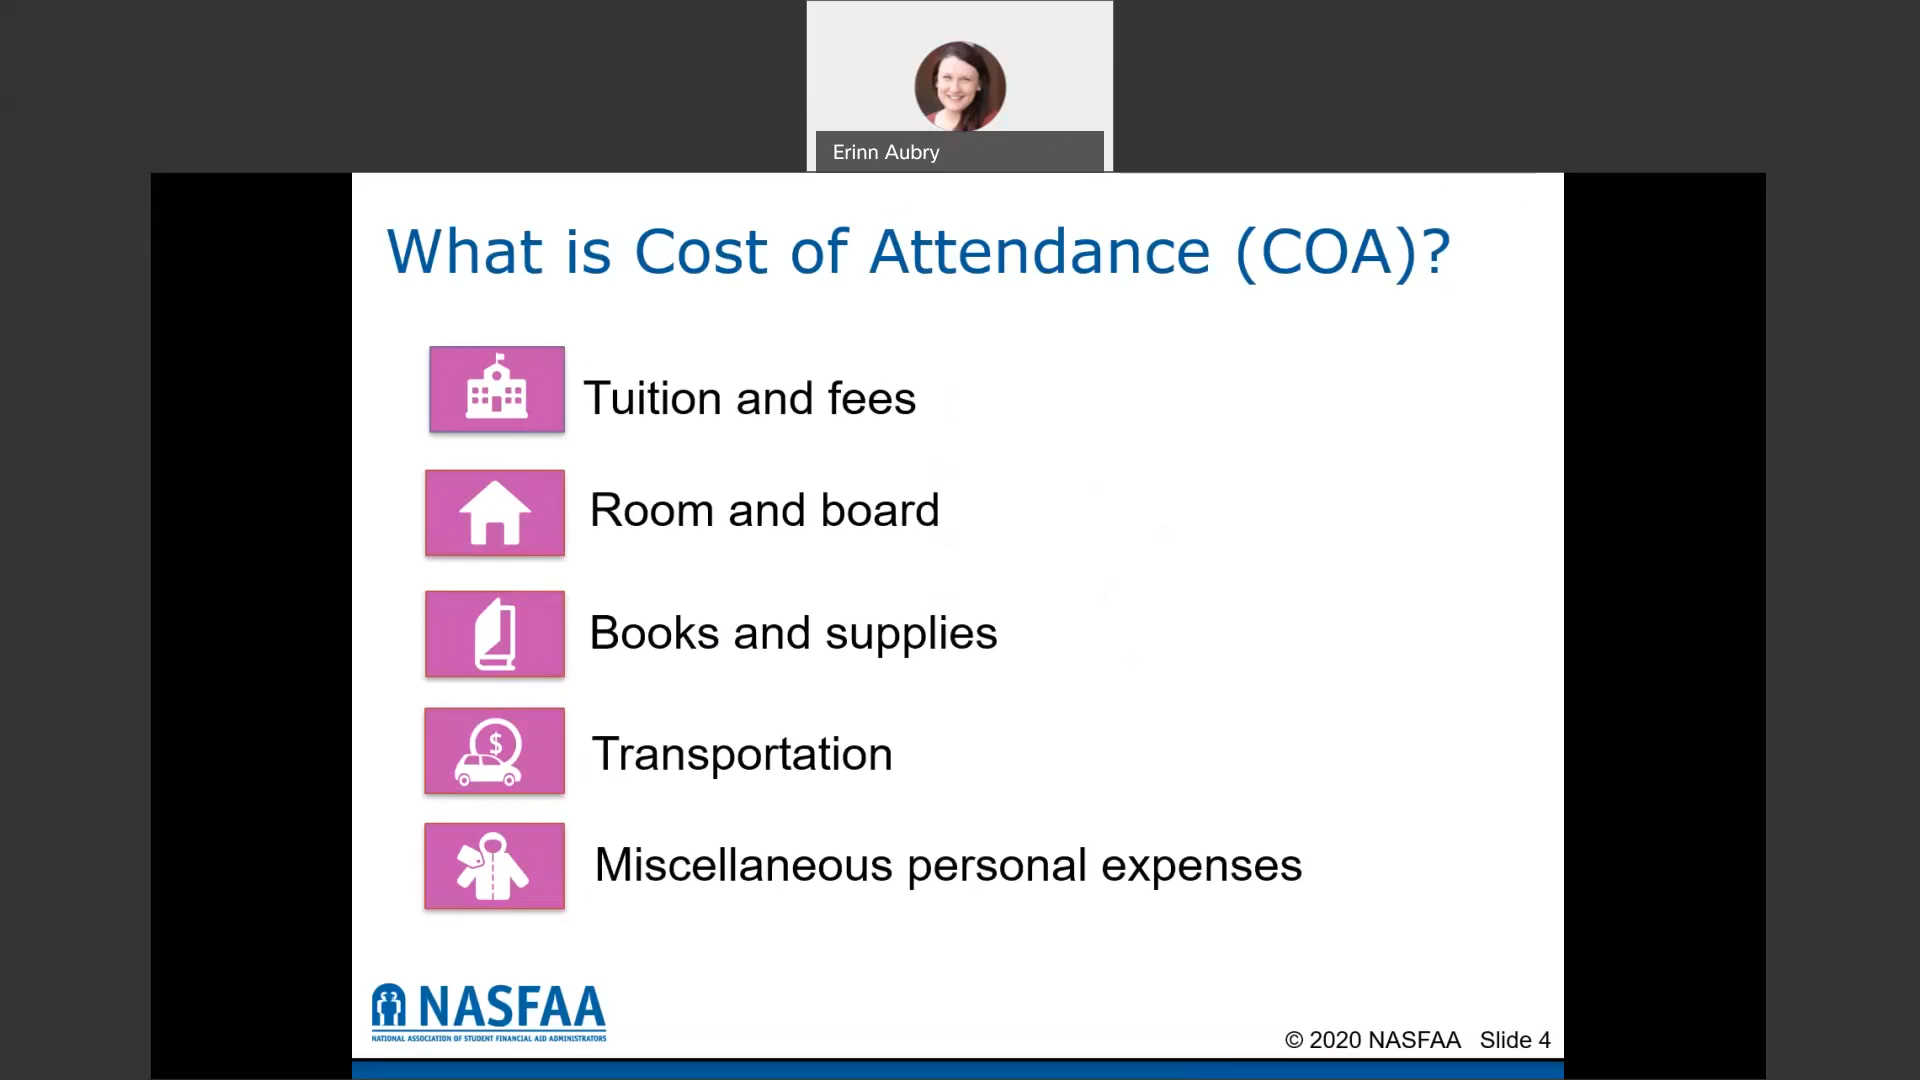 Erinn Aubry
What is Cost of Attendance (COA)?
Tuition and fees
Room and board
Books and supplies
$
Transportation
Miscellaneous personal expenses
NASFAA
NATIONAL ASSOCIATION OF STUDENT FINANCIAL AID ADMINISTRATORS
© 2020 NASFAA Slide 4